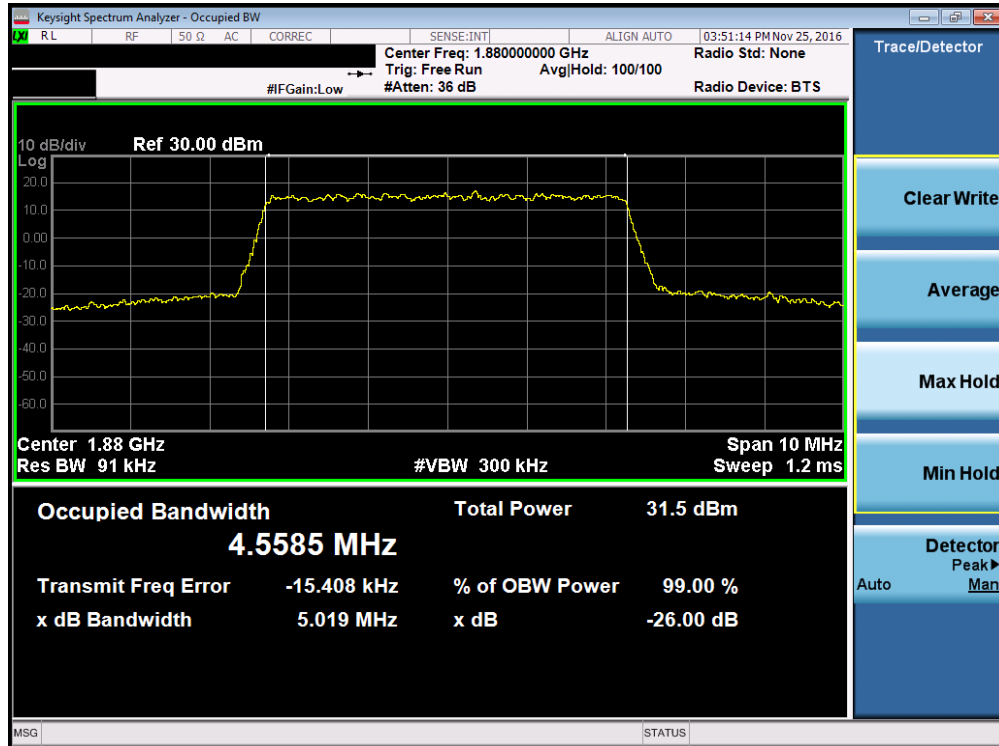 Keysight Spectrum Analyzer - Occupied BW
LXI RL RF 50 Ω AC CORREC SENSE:INT ALIGN AUTO 03:51:14 PM Nov 25, 2016
Center Freq: 1.880000000 GHz Radio Std: None
Trig: Free Run Avg|Hold: 100/100
#IFGain:Low #Atten: 36 dB Radio Device: BTS
10 dB/div Ref 30.00 dBm
Log
20.0
10.0
0.00
-10.0
-20.0
-30.0
-40.0
-50.0
-60.0
Center 1.88 GHz Span 10 MHz
Res BW 91 kHz #VBW 300 kHz Sweep 1.2 ms
Occupied Bandwidth Total Power 31.5 dBm
4.5585 MHz
Transmit Freq Error -15.408 kHz % of OBW Power 99.00 %
x dB Bandwidth 5.019 MHz x dB -26.00 dB
MSG STATUS
Trace/Detector
Clear Write
Average
Max Hold
Min Hold
Detector
Peak▶
Auto Man